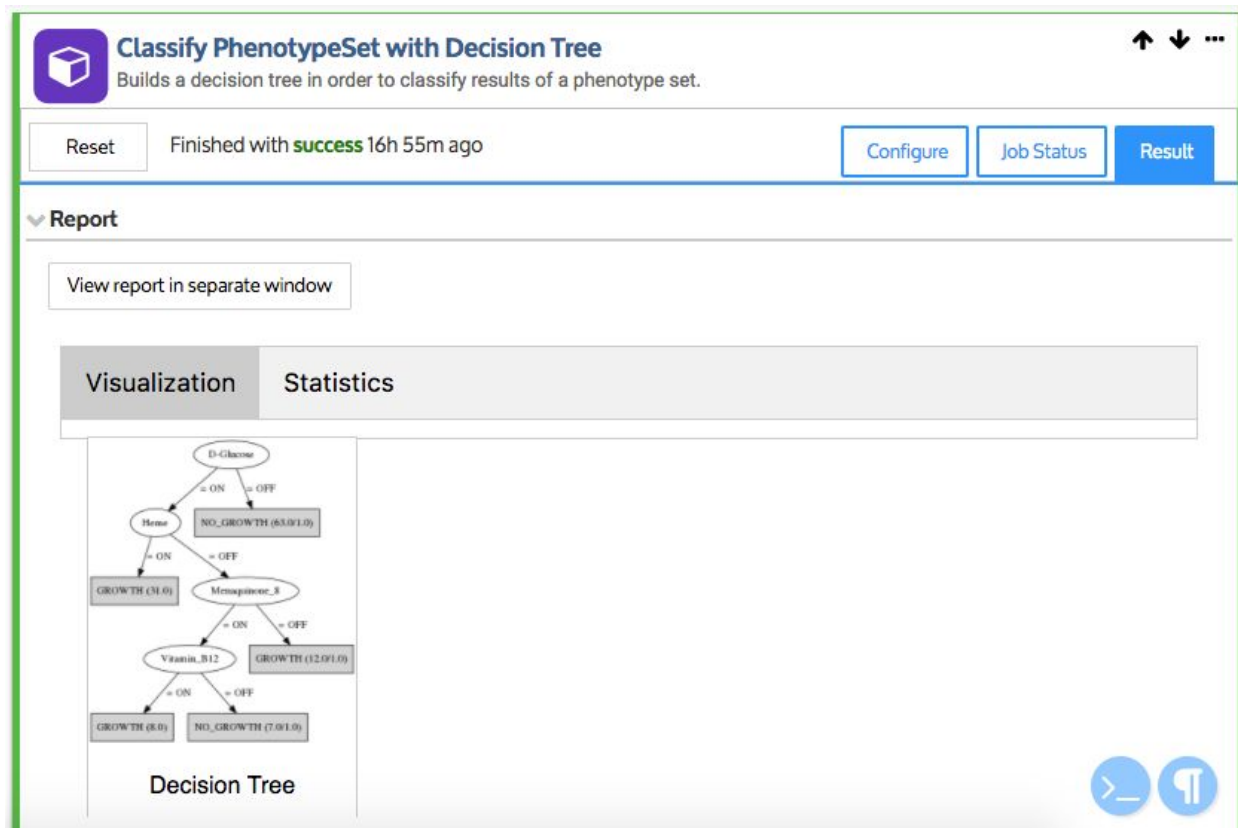 Classify PhenotypeSet with Decision Tree
Builds a decision tree in order to classify results of a phenotype set.
Reset
Finished with success 16h 55m ago
Configure
Job Status
Result
Report
View report in separate window
Visualization
Statistics
D-Glucose
= ON
= OFF
Heme
NO_GROWTH (63.0/1.0)
= ON
= OFF
GROWTH (31.0)
Menaquinone_8
= ON
= OFF
Vitamin_B12
GROWTH (12.0/1.0)
= ON
= OFF
GROWTH (8.0)
NO_GROWTH (7.0/1.0)
Decision Tree
>_
¶